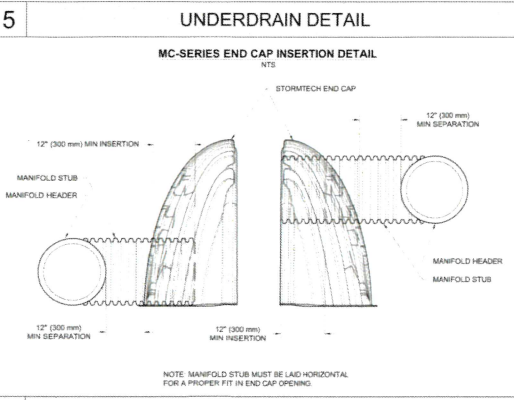 5
UNDERDRAIN DETAIL
MC-SERIES END CAP INSERTION DETAIL
NTS
STORMTECH END CAP
12" (300 mm)
MIN SEPARATION
12" (300 mm) MIN INSERTION
MANIFOLD STUB
MANIFOLD HEADER
MANIFOLD HEADER
MANIFOLD STUB
12" (300 mm)
MIN SEPARATION
12" (300 mm)
MIN INSERTION
NOTE: MANIFOLD STUB MUST BE LAID HORIZONTAL
FOR A PROPER FIT IN END CAP OPENING.